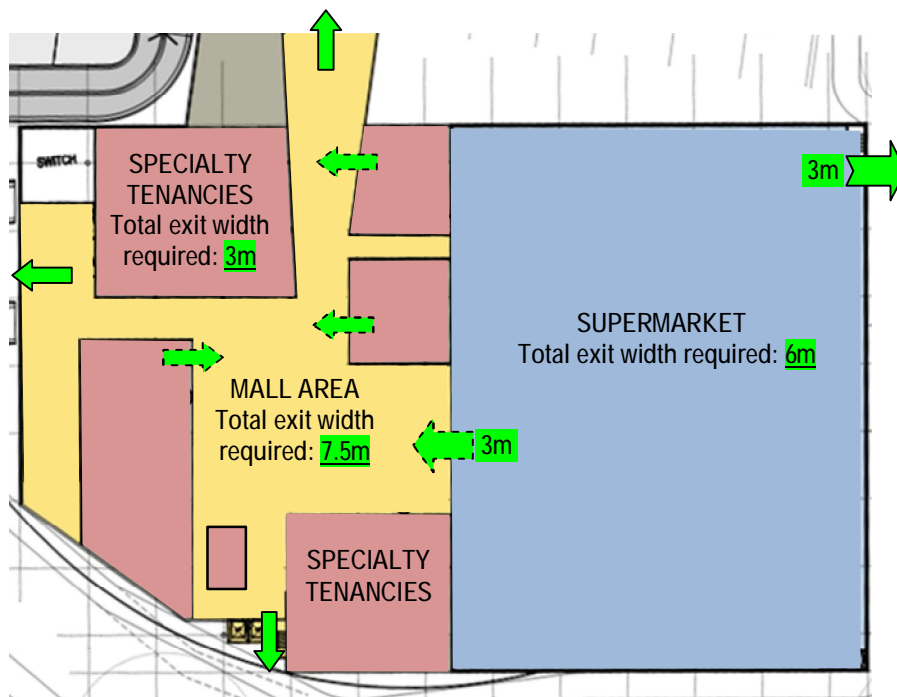 SWITCH
SPECIALTY
TENANCIES
Total exit width
required: 3m
3m
SUPERMARKET
Total exit width required: 6m
MALL AREA
Total exit width
required: 7.5m
3m
SPECIALTY
TENANCIES